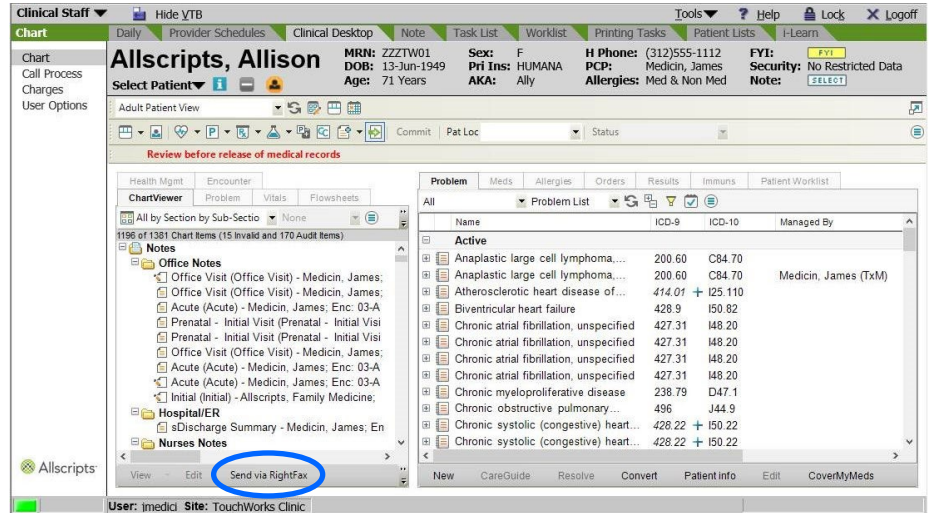 Clinical Staff Hide VTB Tools ? Help Lock X Logoff
Chart Daily Provider Schedules Clinical Desktop Note Task List Worklist Printing Tasks Patient Lists I-Learn
Chart
Call Process
Charges
User Options
Allscripts, Allison
Select Patient
MRN: ZZZTW01 Sex: F H Phone: (312)555-1112 FYI: FYI
DOB: 13-Jun-1949 Pri Ins: HUMANA PCP: Medicin, James Security: No Restricted Data
Age: 71 Years AKA: Ally Allergies: Med & Non Med Note: SELECT
Adult Patient View
Commit Pat Loc Status
Review before release of medical records
Health Mgmt Encounter
ChartViewer Problem Vitals Flowsheets
All by Section by Sub-Sectio None
1196 of 1381 Chart Items (15 Invalid and 170 Audit Items)
Notes
Office Notes
Office Visit (Office Visit) - Medicin, James;
Office Visit (Office Visit) - Medicin, James;
Acute (Acute) - Medicin, James; Enc: 03-A
Prenatal - Initial Visit (Prenatal - Initial Visi
Prenatal - Initial Visit (Prenatal - Initial Visi
Office Visit (Office Visit) - Medicin, James;
Acute (Acute) - Medicin, James; Enc: 03-A
Acute (Acute) - Medicin, James; Enc: 03-A
Initial (Initial) - Allscripts, Family Medicine;
Hospital/ER
sDischarge Summary - Medicin, James; En
Nurses Notes
View Edit Send via RightFax
Problem Meds Allergies Orders Results Immuns Patient Worklist
All Problem List
Name ICD-9 ICD-10 Managed By
Active
Anaplastic large cell lymphoma,... 200.60 C84.70
Anaplastic large cell lymphoma,... 200.60 C84.70 Medicin, James (TxM)
Atherosclerotic heart disease of... 414.01 + I25.110
Biventricular heart failure 428.9 I50.82
Chronic atrial fibrillation, unspecified 427.31 I48.20
Chronic atrial fibrillation, unspecified 427.31 I48.20
Chronic atrial fibrillation, unspecified 427.31 I48.20
Chronic atrial fibrillation, unspecified 427.31 I48.20
Chronic myeloproliferative disease 238.79 D47.1
Chronic obstructive pulmonary... 496 J44.9
Chronic systolic (congestive) heart... 428.22 + I50.22
Chronic systolic (congestive) heart... 428.22 + I50.22
New CareGuide Resolve Convert Patient info Edit CoverMyMeds
Allscripts
User: jmedici Site: TouchWorks Clinic